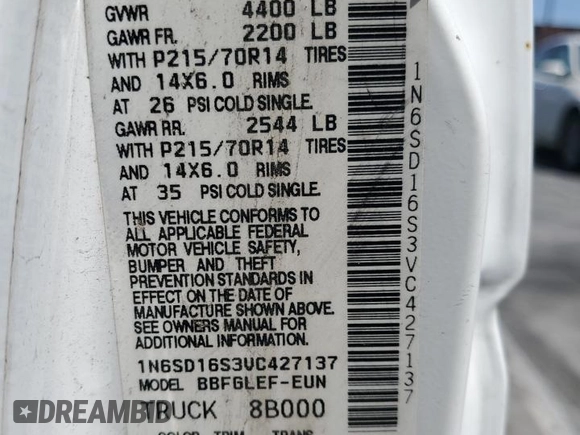 GVWR 4400 LB
GAWR FR. 2200 LB
WITH P215/70R14 TIRES
AND 14X6.0 RIMS
AT 26 PSI COLD SINGLE.
GAWR RR. 2544 LB
WITH P215/70R14 TIRES
AND 14X6.0 RIMS
AT 35 PSI COLD SINGLE.
THIS VEHICLE CONFORMS TO
ALL APPLICABLE FEDERAL
MOTOR VEHICLE SAFETY,
BUMPER AND THEFT
PREVENTION STANDARDS IN
EFFECT ON THE DATE OF
MANUFACTURE SHOWN ABOVE.
SEE OWNERS MANUAL FOR
ADDITIONAL INFORMATION.
1N6SD16S3VC427137
MODEL BBFGLEF-EUN
TRUCK 8B000
COLOR TRIM TRANS
1N6SD16S3VC427137
DREAMBID